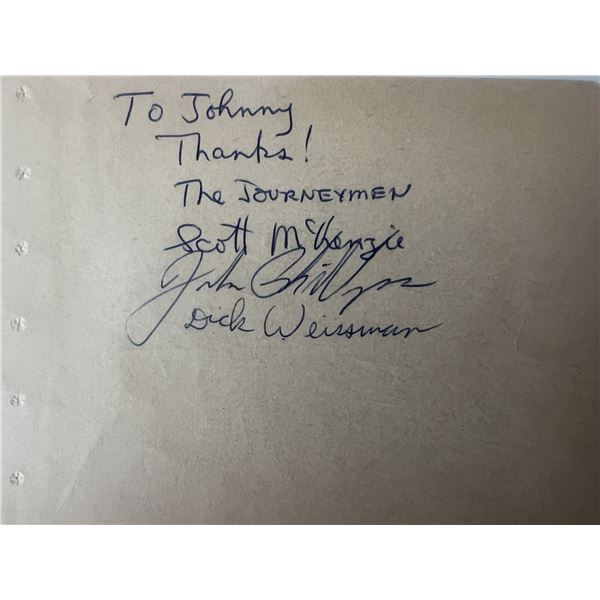 To Johnny
Thanks!
The JOURNEYMEN
Scott McKenzie
John Phillips
Dick Weissman